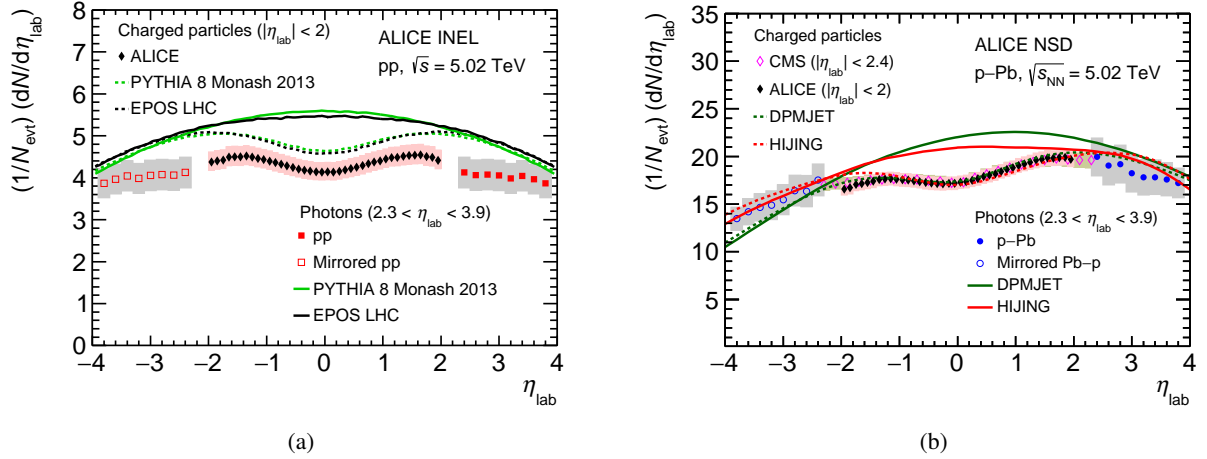 Charged particles (|η_lab| < 2)
ALICE
PYTHIA 8 Monash 2013
EPOS LHC
ALICE INEL
pp, √s = 5.02 TeV
Photons (2.3 < η_lab < 3.9)
pp
Mirrored pp
PYTHIA 8 Monash 2013
EPOS LHC
(1/N_evt) (dN/dη_lab)
8
7
6
5
4
3
2
1
0
−4 −3 −2 −1 0 1 2 3 4
η_lab
(a)
Charged particles
CMS (|η_lab| < 2.4)
ALICE (|η_lab| < 2)
DPMJET
HIJING
ALICE NSD
p−Pb, √s_NN = 5.02 TeV
Photons (2.3 < η_lab < 3.9)
p−Pb
Mirrored Pb−p
DPMJET
HIJING
(1/N_evt) (dN/dη_lab)
35
30
25
20
15
10
5
0
−4 −3 −2 −1 0 1 2 3 4
η_lab
(b)